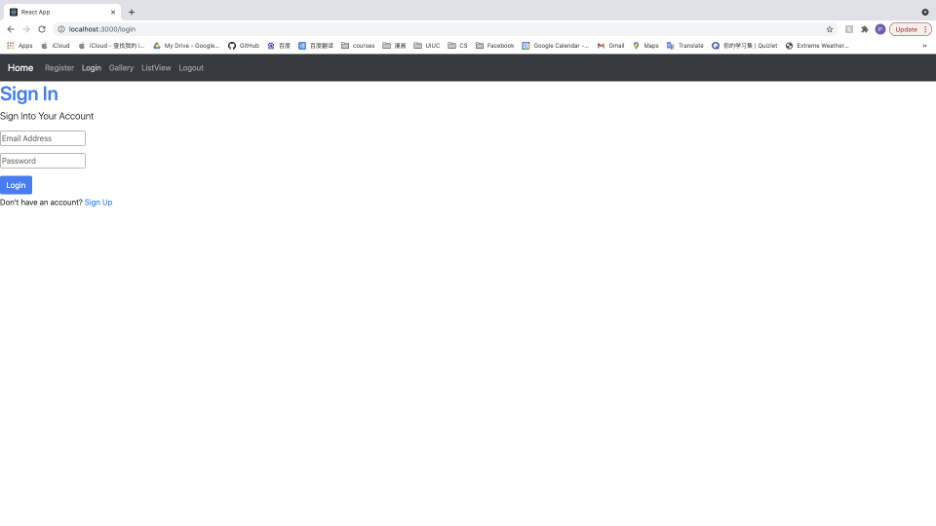 React App
localhost:3000/login
Update
Apps iCloud iCloud - 查找我的 i... My Drive - Google... GitHub 百度 百度翻译 courses 漫画 UIUC CS Facebook Google Calendar -... Gmail Maps Translate 你的学习集 | Quizlet Extreme Weather...
Home Register Login Gallery ListView Logout
Sign In
Sign Into Your Account
Email Address
Password
Login
Don't have an account? Sign Up